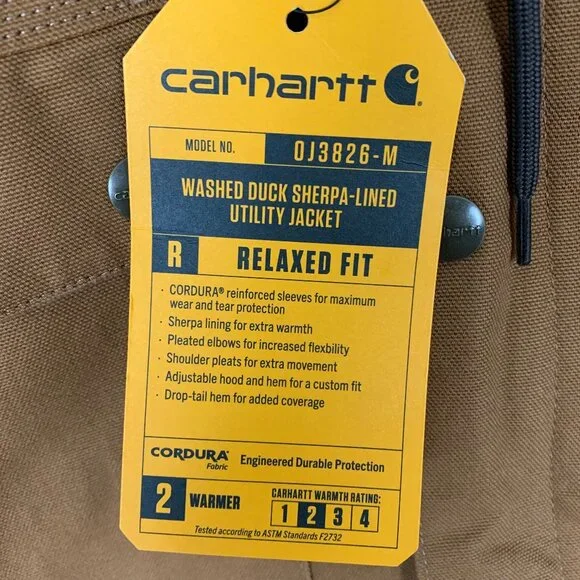 carhartt
MODEL NO. OJ3826-M
WASHED DUCK SHERPA-LINED
UTILITY JACKET
R RELAXED FIT
· CORDURA® reinforced sleeves for maximum
wear and tear protection
· Sherpa lining for extra warmth
· Pleated elbows for increased flexbility
· Shoulder pleats for extra movement
· Adjustable hood and hem for a custom fit
· Drop-tail hem for added coverage
CORDURA® Fabric Engineered Durable Protection
2 WARMER
CARHARTT WARMTH RATING:
1 2 3 4
Tested according to ASTM Standards F2732